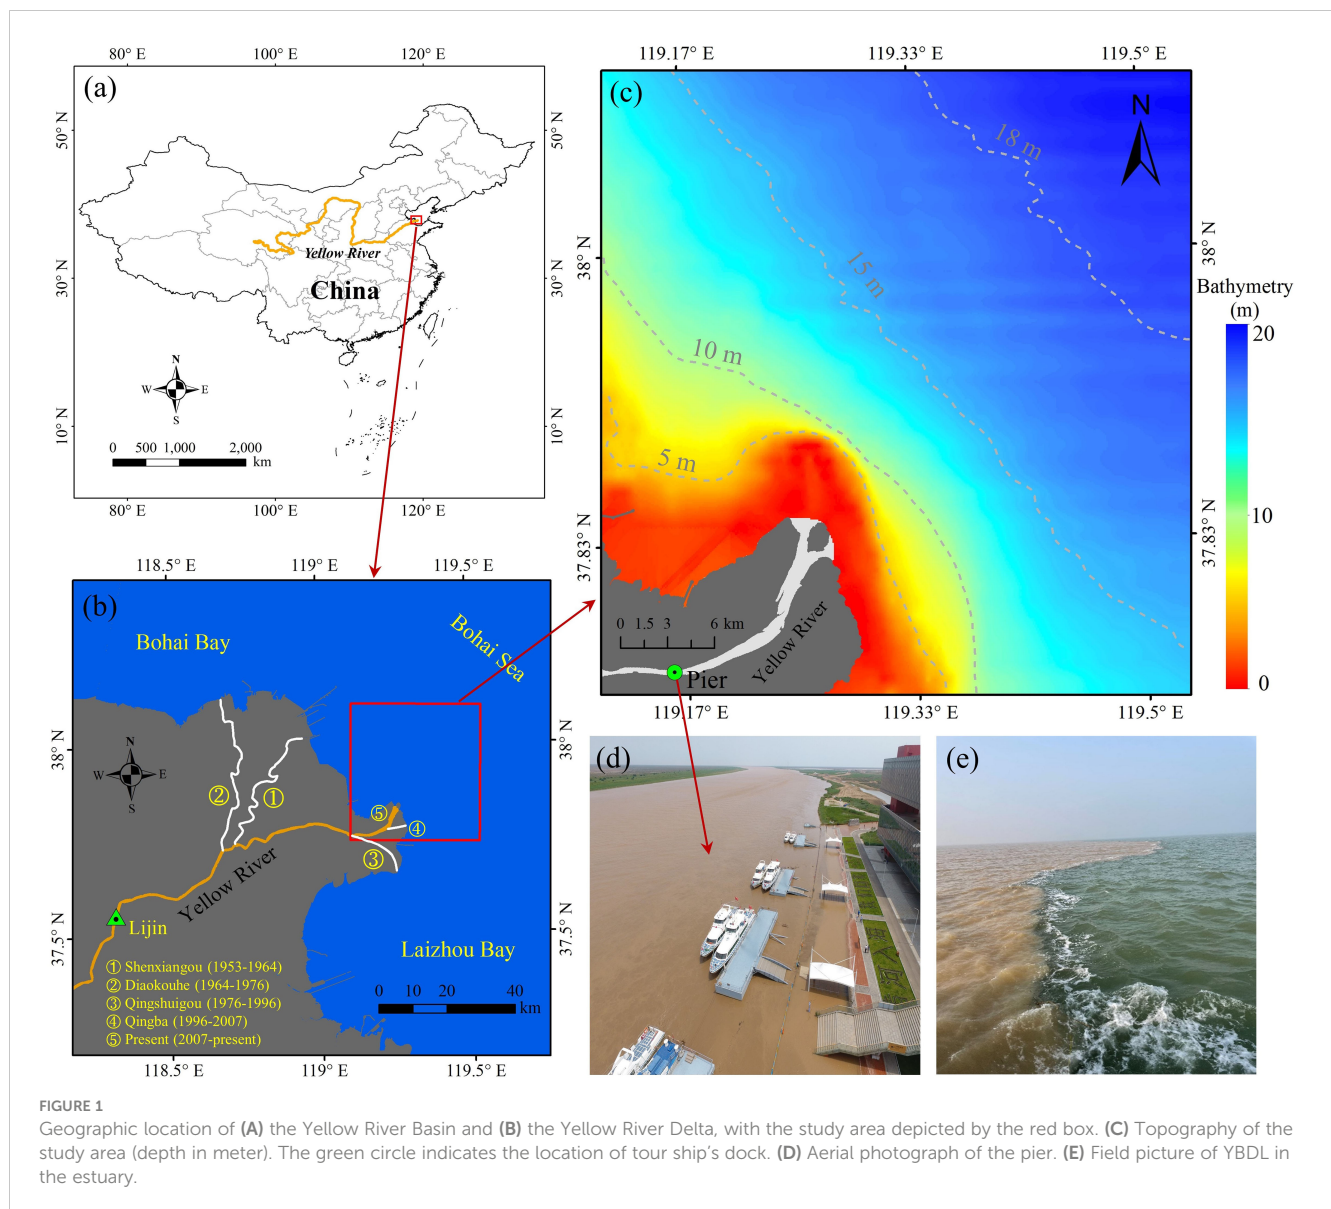 80° E
100° E
120° E
(a)
50° N
50° N
30° N
30° N
10° N
10° N
Yellow River
China
N
W
E
S
0
500
1,000
2,000
km
80° E
100° E
120° E
118.5° E
119° E
119.5° E
(b)
Bohai Bay
Bohai Sea
38° N
38° N
N
W
E
S
②
①
⑤
④
③
Yellow River
Lijin
37.5° N
37.5° N
Laizhou Bay
① Shenxiangou (1953-1964)
② Diaokouhe (1964-1976)
③ Qingshuigou (1976-1996)
④ Qingba (1996-2007)
⑤ Present (2007-present)
0
10
20
40
km
118.5° E
119° E
119.5° E
119.17° E
119.33° E
119.5° E
(c)
N
18 m
15 m
10 m
5 m
38° N
38° N
37.83° N
37.83° N
Bathymetry
(m)
20
10
0
0
1.5
3
6 km
Yellow River
Pier
119.17° E
119.33° E
119.5° E
(d)
(e)
FIGURE 1
Geographic location of (A) the Yellow River Basin and (B) the Yellow River Delta, with the study area depicted by the red box. (C) Topography of the
study area (depth in meter). The green circle indicates the location of tour ship's dock. (D) Aerial photograph of the pier. (E) Field picture of YBDL in
the estuary.